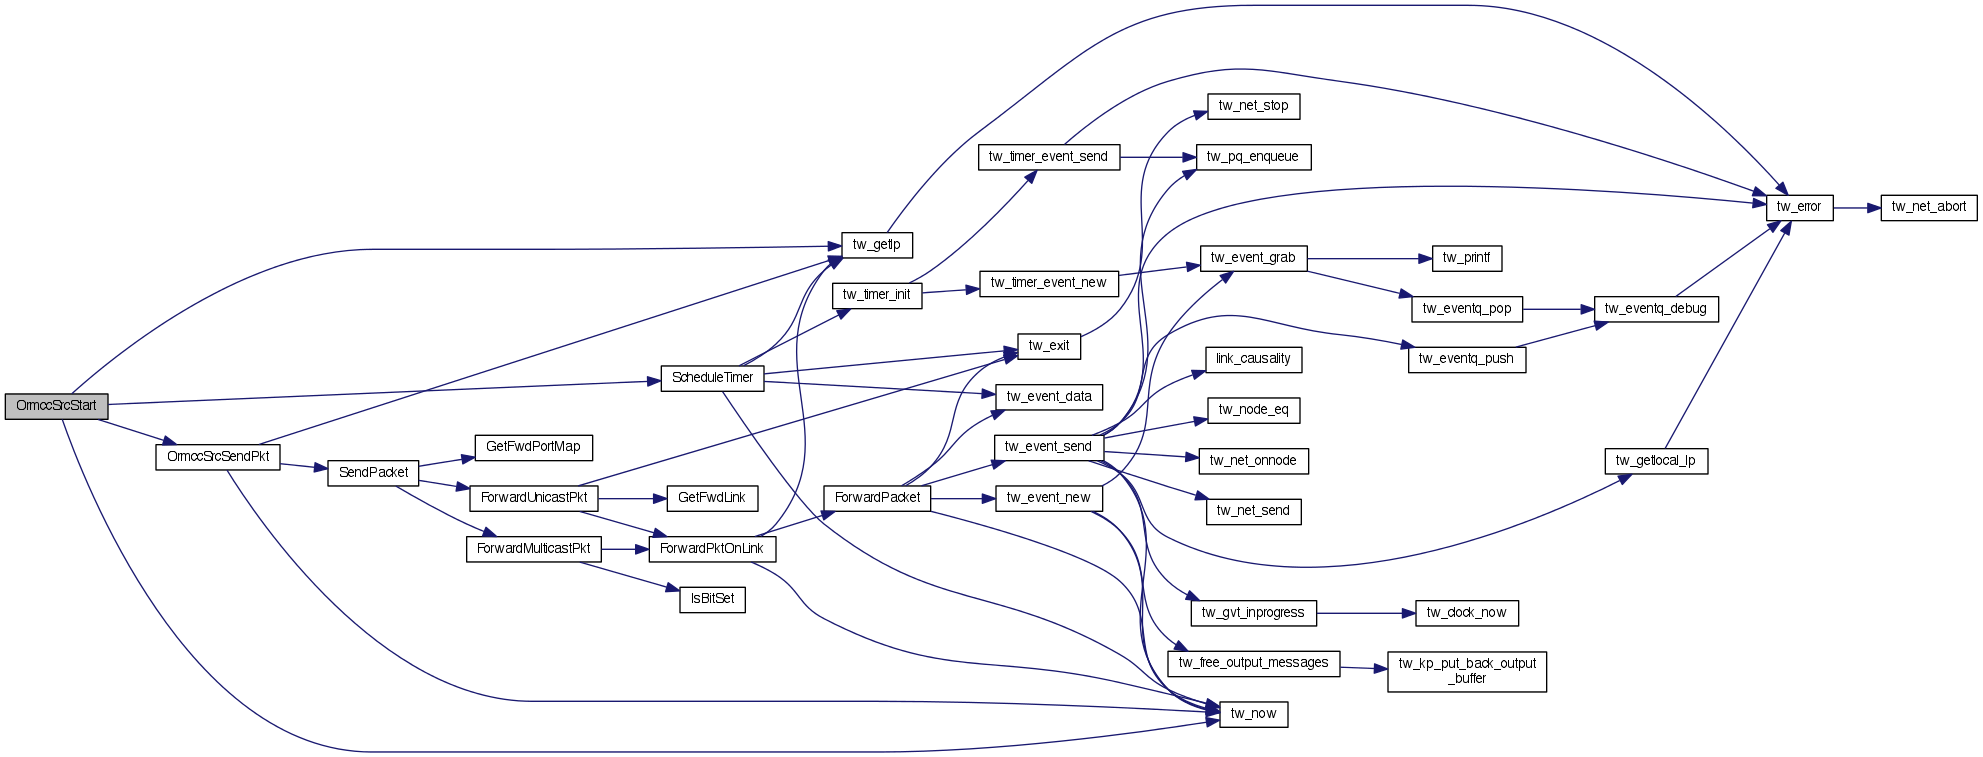 OrmccSrcStart
OrmccSrcSendPkt
SendPacket
GetFwdPortMap
ForwardUnicastPkt
ForwardMulticastPkt
ScheduleTimer
GetFwdLink
ForwardPktOnLink
IsBitSet
tw_getlp
tw_timer_init
ForwardPacket
tw_timer_event_send
tw_timer_event_new
tw_exit
tw_event_data
tw_event_send
tw_event_new
tw_net_stop
tw_pq_enqueue
tw_event_grab
link_causality
tw_node_eq
tw_net_onnode
tw_net_send
tw_gvt_inprogress
tw_free_output_messages
tw_now
tw_printf
tw_eventq_pop
tw_eventq_push
tw_clock_now
tw_kp_put_back_output
_buffer
tw_eventq_debug
tw_getlocal_lp
tw_error
tw_net_abort